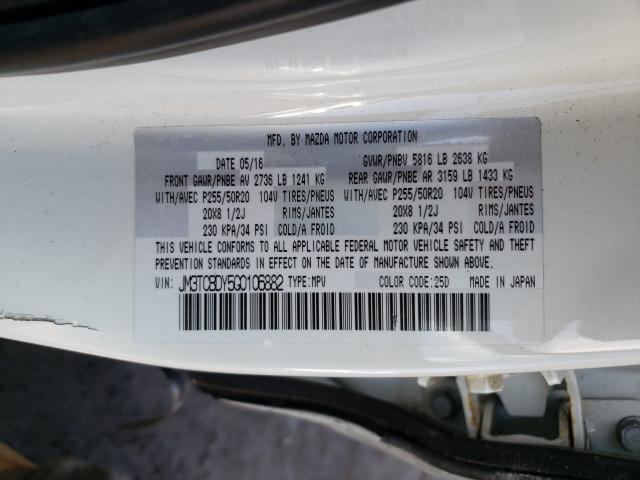 MFD. BY MAZDA MOTOR CORPORATION
DATE 05/16 GVWR/PNBV 5816 LB 2638 KG
FRONT GAWR/PNBE AV 2736 LB 1241 KG REAR GAWR/PNBE AR 3159 LB 1433 KG
WITH/AVEC P255/50R20 104V TIRES/PNEUS WITH/AVEC P255/50R20 104V TIRES/PNEUS
20X8 1/2J RIMS/JANTES 20X8 1/2J RIMS/JANTES
230 KPA/34 PSI COLD/A FROID 230 KPA/34 PSI COLD/A FROID
THIS VEHICLE CONFORMS TO ALL APPLICABLE FEDERAL MOTOR VEHICLE SAFETY AND THEFT
PREVENTION STANDARDS IN EFFECT ON THE DATE OF MANUFACTURE SHOWN ABOVE.
VIN: JM3TCBDY5G0106882 TYPE:MPV COLOR CODE:25D MADE IN JAPAN